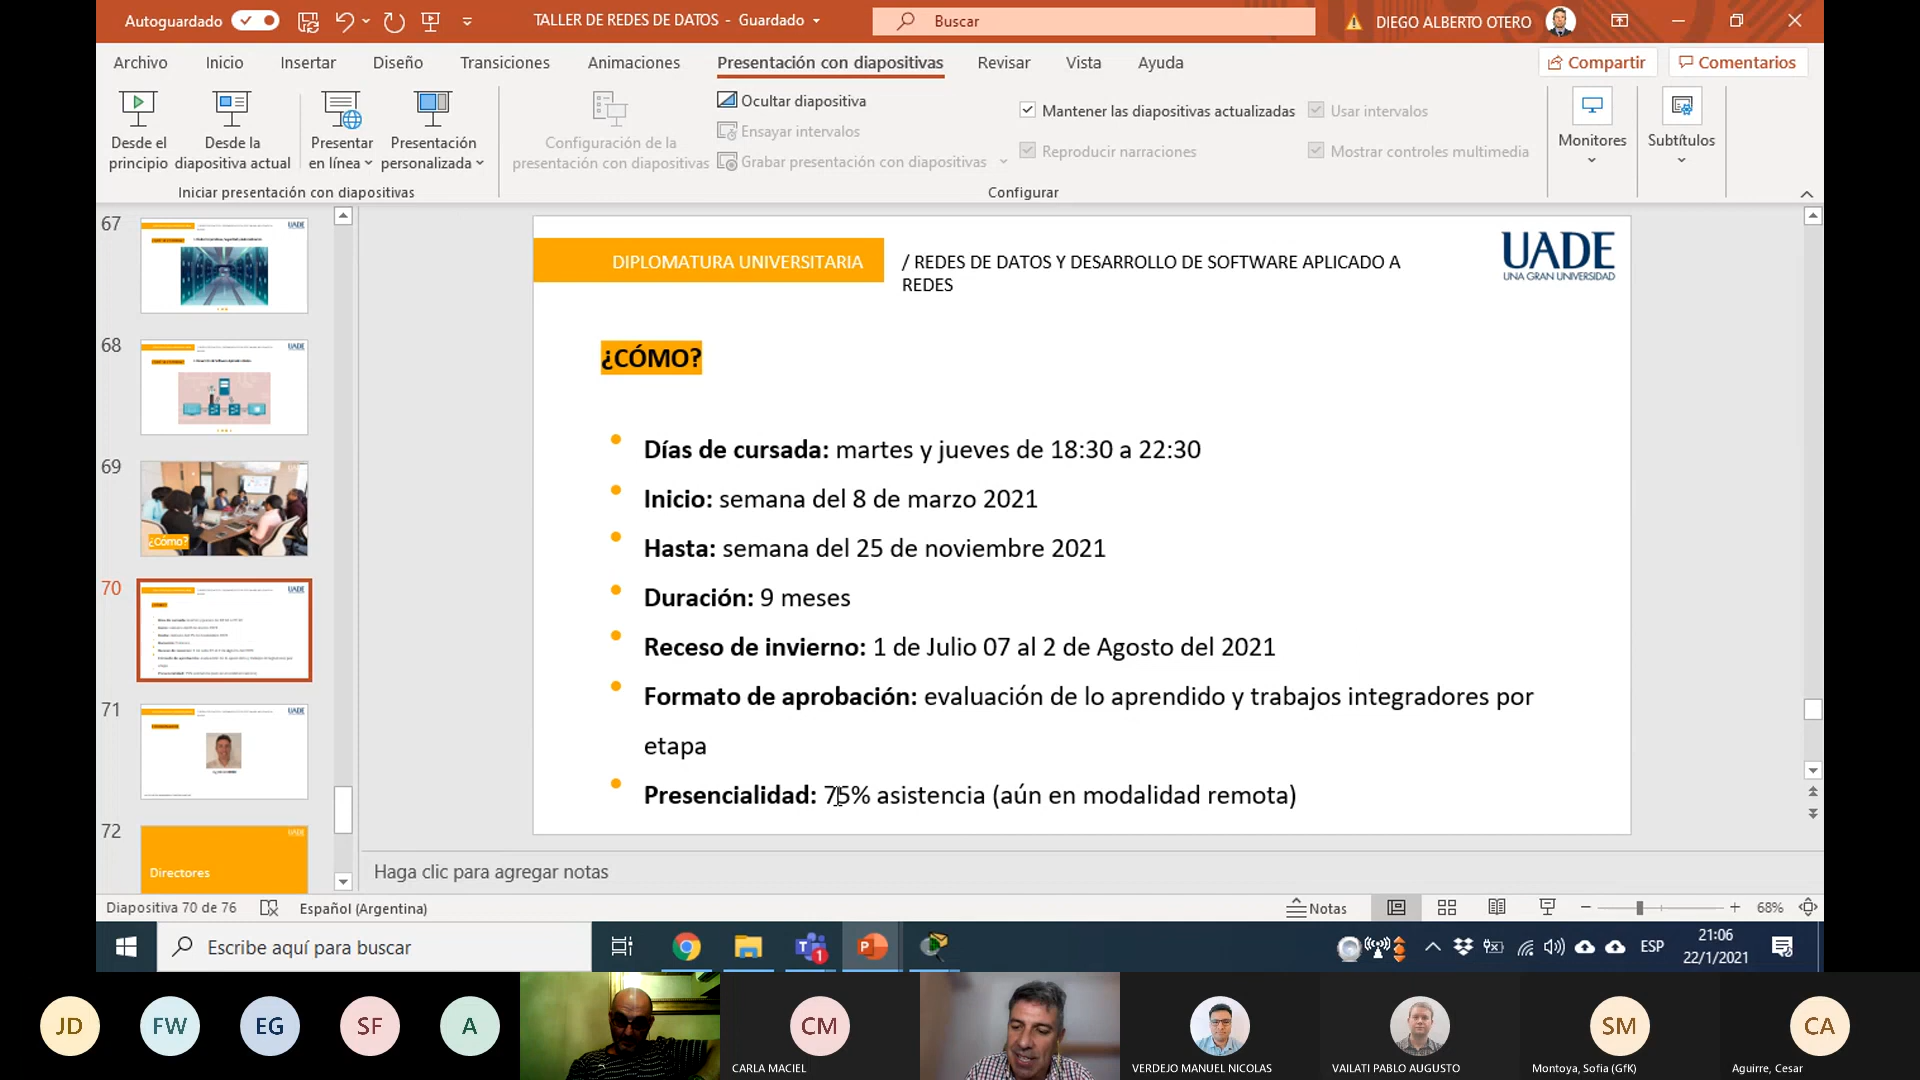 Autoguardado
TALLER DE REDES DE DATOS - Guardado
Buscar
DIEGO ALBERTO OTERO
Archivo Inicio Insertar Diseño Transiciones Animaciones Presentación con diapositivas Revisar Vista Ayuda
Compartir Comentarios
Desde el
principio
Desde la
diapositiva actual
Presentar
en línea
Presentación
personalizada
Iniciar presentación con diapositivas
Configuración de la
presentación con diapositivas
Ocultar diapositiva
Ensayar intervalos
Grabar presentación con diapositivas
Mantener las diapositivas actualizadas
Reproducir narraciones
Usar intervalos
Mostrar controles multimedia
Configurar
Monitores
Subtítulos
67
UADE
68
UADE
69
¿Cómo?
70
UADE
71
UADE
72
Directores
DIPLOMATURA UNIVERSITARIA
/ REDES DE DATOS Y DESARROLLO DE SOFTWARE APLICADO A
REDES
UADE
UNA GRAN UNIVERSIDAD
¿CÓMO?
Días de cursada: martes y jueves de 18:30 a 22:30
Inicio: semana del 8 de marzo 2021
Hasta: semana del 25 de noviembre 2021
Duración: 9 meses
Receso de invierno: 1 de Julio 07 al 2 de Agosto del 2021
Formato de aprobación: evaluación de lo aprendido y trabajos integradores por
etapa
Presencialidad: 75% asistencia (aún en modalidad remota)
Haga clic para agregar notas
Diapositiva 70 de 76
Español (Argentina)
Notas
68%
Escribe aquí para buscar
1
ESP
21:06
22/1/2021
JD
FW
EG
SF
A
CM
CARLA MACIEL
VERDEJO MANUEL NICOLAS
VAILATI PABLO AUGUSTO
SM
Montoya, Sofia (GfK)
CA
Aguirre, Cesar